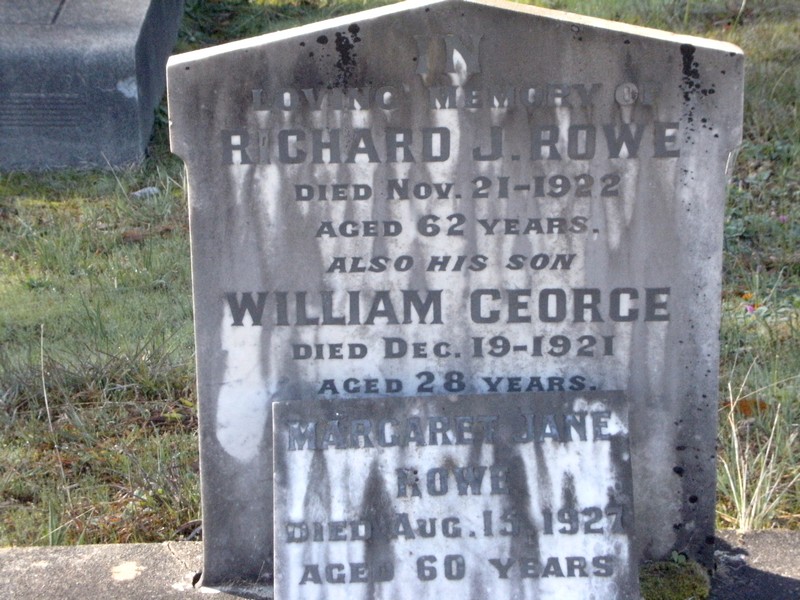 IN
LOVING MEMORY OF
RICHARD J. ROWE
DIED NOV. 21-1922
AGED 62 YEARS.
ALSO HIS SON
WILLIAM GEORGE
DIED DEC. 19-1921
AGED 28 YEARS.
MARGARET JANE
ROWE
DIED AUG. 15, 1927
AGED 60 YEARS